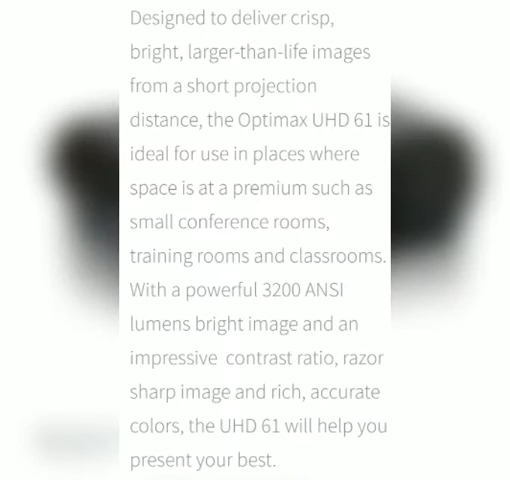 Designed to deliver crisp,
bright, larger-than-life images
from a short projection
distance, the Optimax UHD 61 is
ideal for use in places where
space is at a premium such as
small conference rooms,
training rooms and classrooms.
With a powerful 3200 ANSI
lumens bright image and an
impressive contrast ratio, razor
sharp image and rich, accurate
colors, the UHD 61 will help you
present your best.